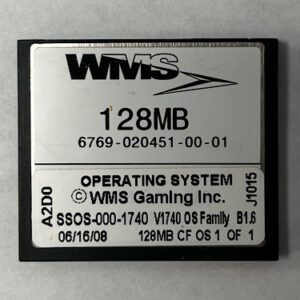 WMS
128MB
6769-020451-00-01
A2D0
OPERATING SYSTEM
© WMS Gaming Inc.
SSOS-000-1740 V1740 OS Family B1.6
06/16/08 128MB CF OS 1 OF 1
J1015